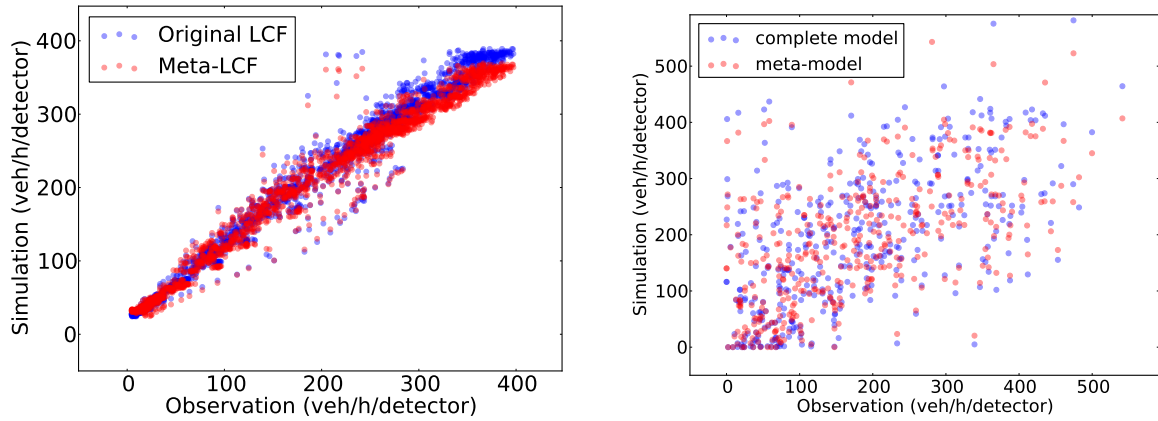 Original LCF
Meta-LCF
400
300
200
100
0
Simulation (veh/h/detector)
0 100 200 300 400
Observation (veh/h/detector)
complete model
meta-model
500
400
300
200
100
0
Simulation (veh/h/detector)
0 100 200 300 400 500
Observation (veh/h/detector)